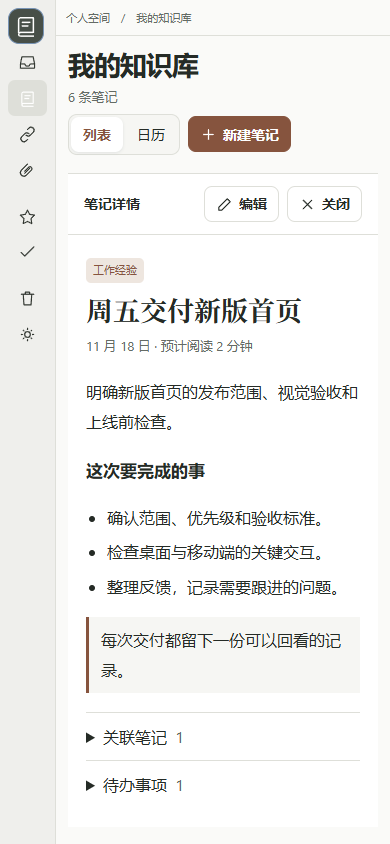 个人空间 / 我的知识库
我的知识库
6 条笔记
列表 日历 新建笔记
笔记详情 编辑 关闭
工作经验
周五交付新版首页
11 月 18 日 · 预计阅读 2 分钟
明确新版首页的发布范围、视觉验收和
上线前检查。
这次要完成的事
确认范围、优先级和验收标准。
检查桌面与移动端的关键交互。
整理反馈，记录需要跟进的问题。
每次交付都留下一份可以回看的记
录。
关联笔记 1
待办事项 1